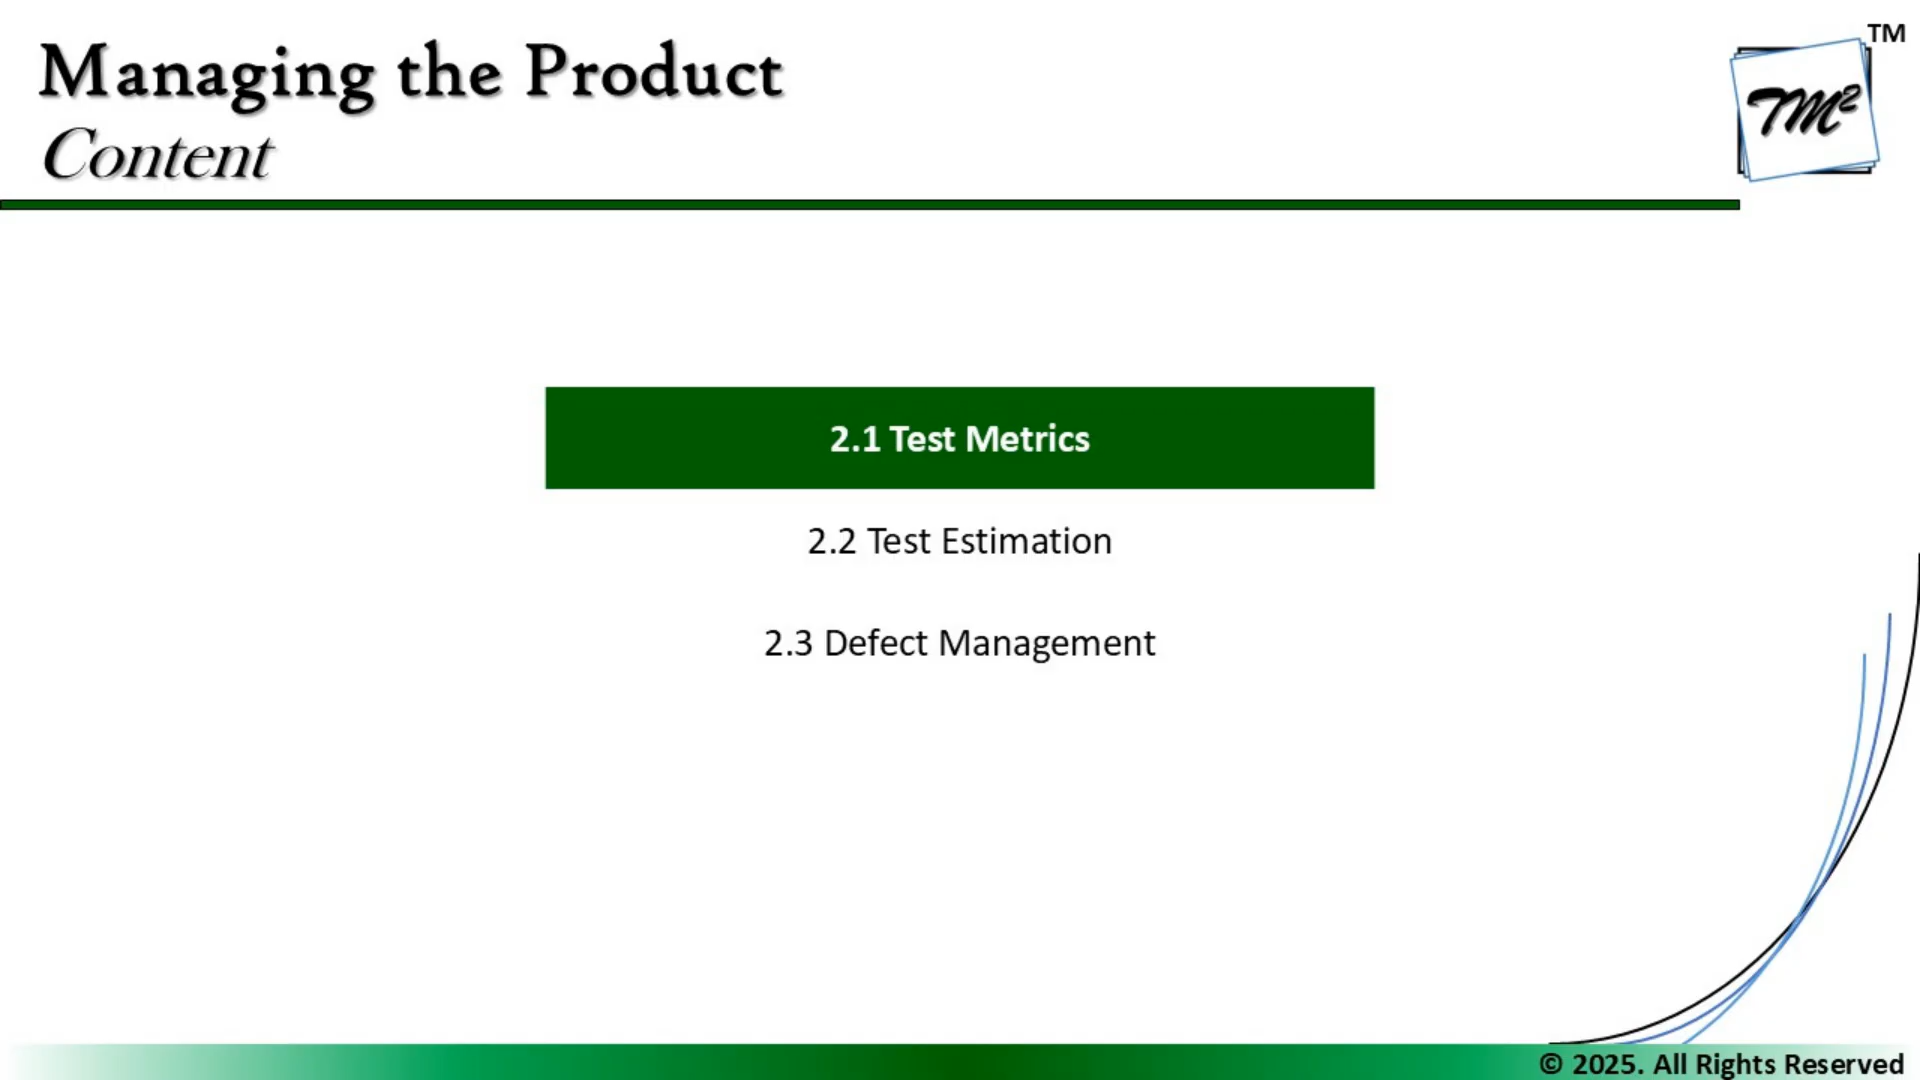 Managing the Product
Content
TM
TM²
2.1 Test Metrics
2.2 Test Estimation
2.3 Defect Management
© 2025. All Rights Reserved